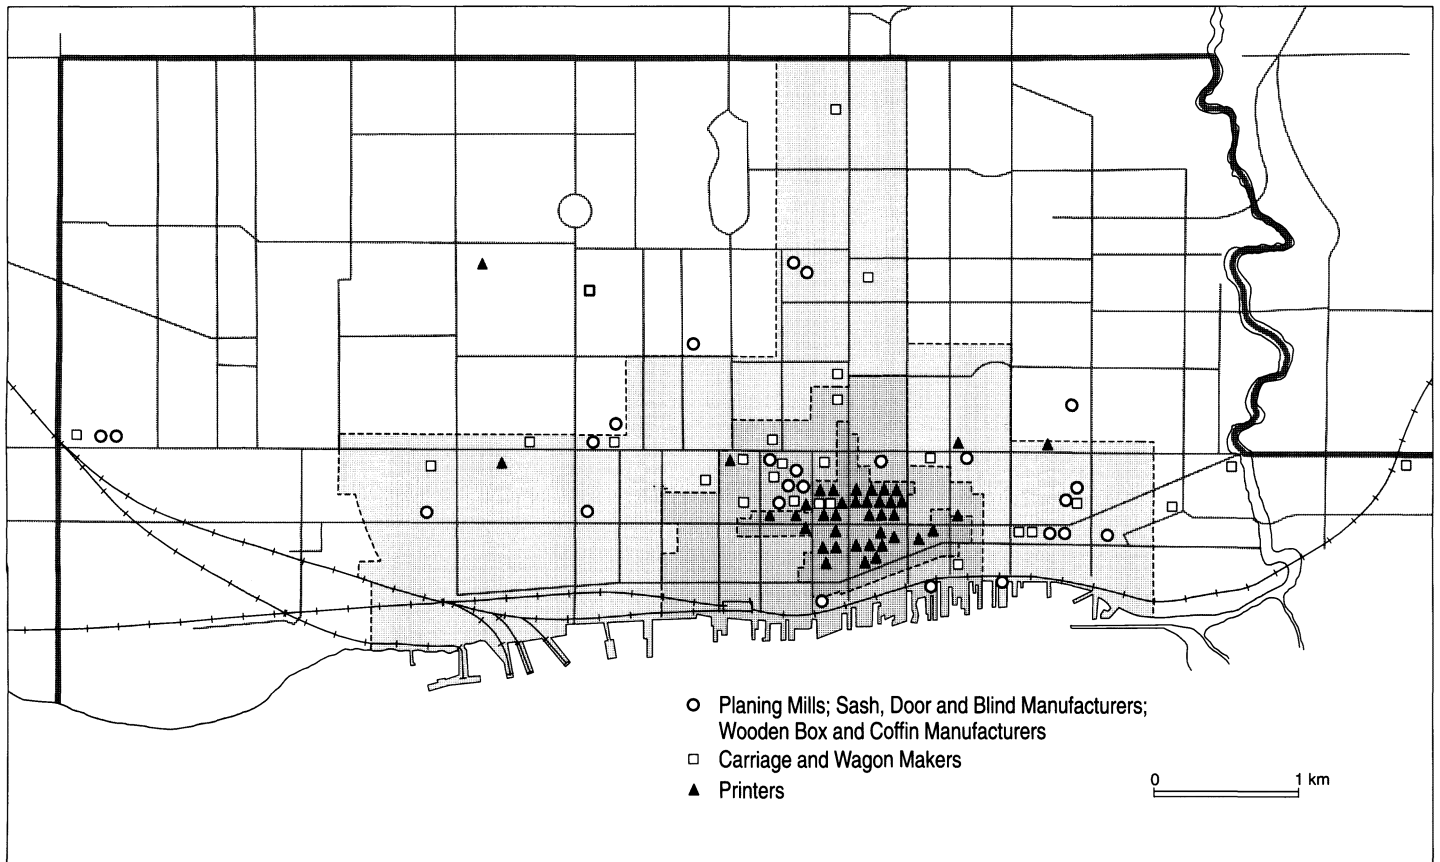 Planing Mills; Sash, Door and Blind Manufacturers;
Wooden Box and Coffin Manufacturers
Carriage and Wagon Makers
Printers
0 1 km